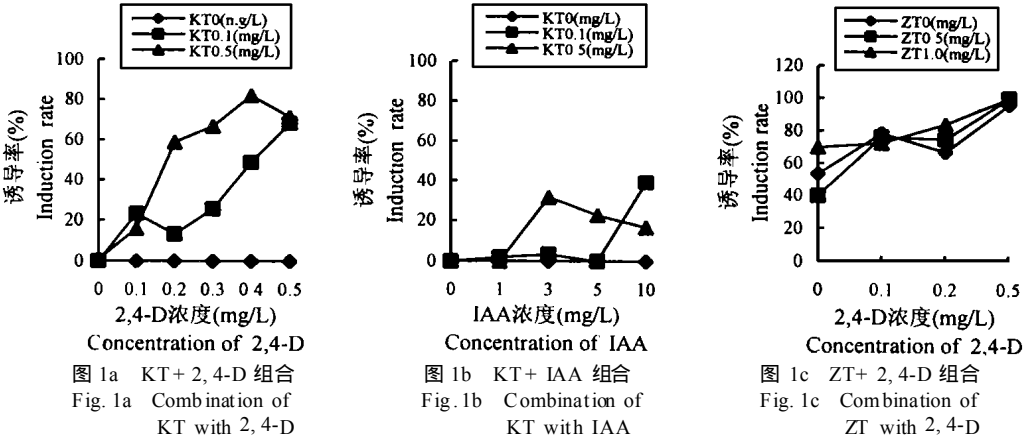 KT0(n.g/L)
KT0.1(mg/L)
KT0.5(mg/L)
100
80
60
40
20
0
诱导率(%)
Induction rate
0 0.1 0.2 0.3 0 4 0.5
2,4-D浓度(mg/L)
Concentration of 2,4-D
图 1a KT+ 2, 4-D 组合
Fig. 1a Combination of
KT with 2, 4-D
KT0(mg/L)
KT0.1(mg/L)
KT0 5(mg/L)
100
80
60
40
20
0
诱导率(%)
Induction rate
0 1 3 5 10
IAA浓度(mg/L)
Concentration of IAA
图 1b KT+ IAA 组合
Fig.1b Combination of
KT with IAA
ZT0(mg/L)
ZT0 5(mg/L)
ZT1.0(mg/L)
120
100
80
60
40
20
0
诱导率(%)
Induction rate
0 0.1 0.2 0.5
2,4-D浓度(mg/L)
Concentration of 2,4-D
图 1c ZT+ 2, 4-D 组合
Fig. 1c Combination of
ZT with 2, 4-D